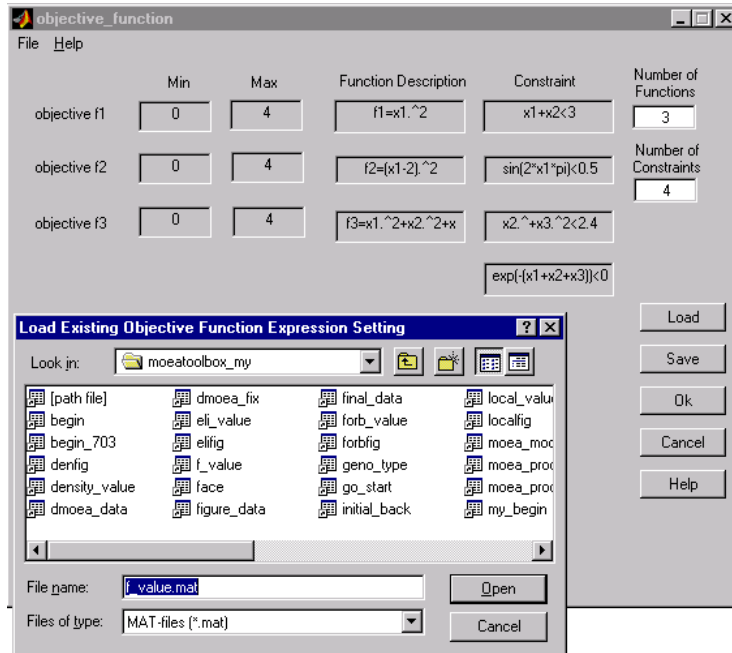 objective_function
File Help
Min Max Function Description Constraint Number of Functions
objective f1 0 4 f1=x1.^2 x1+x2<3 3
Number of Constraints
objective f2 0 4 f2=(x1-2).^2 sin(2*x1*pi)<0.5 4
objective f3 0 4 f3=x1.^2+x2.^2+x x2.^+x3.^2<2.4
exp(-(x1+x2+x3))<0
Load
Save
Ok
Cancel
Help
Load Existing Objective Function Expression Setting
Look in: moeatoolbox_my
[path file] dmoea_fix final_data local_valu
begin eli_value forb_value localfig
begin_703 elifig forbfig moea_moc
denfig f_value geno_type moea_proc
density_value face go_start moea_proc
dmoea_data figure_data initial_back my_begin
File name: f_value.mat Open
Files of type: MAT-files (*.mat) Cancel